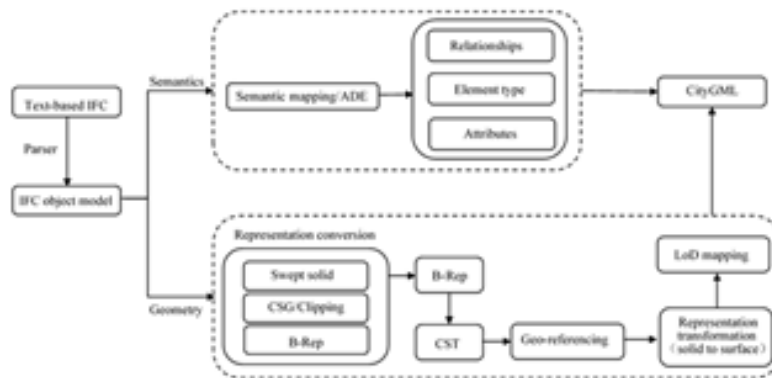 Text-based IFC
Parser
IFC object model
Semantics
Semantic mapping/ADE
Relationships
Element type
Attributes
CityGML
Geometry
Representation conversion
Swept solid
CSG/Clipping
B-Rep
B-Rep
CST
Geo-referencing
Representation
transformation
（solid to surface）
LoD mapping